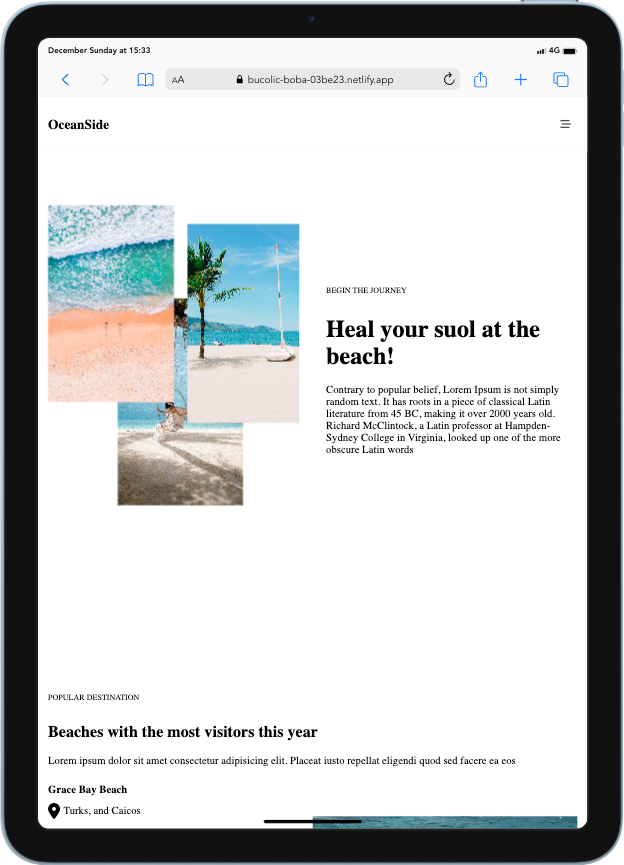 December Sunday at 15:33
4G
AA
bucolic-boba-03be23.netlify.app
OceanSide
BEGIN THE JOURNEY
Heal your suol at the
beach!
Contrary to popular belief, Lorem Ipsum is not simply
random text. It has roots in a piece of classical Latin
literature from 45 BC, making it over 2000 years old.
Richard McClintock, a Latin professor at Hampden-
Sydney College in Virginia, looked up one of the more
obscure Latin words
POPULAR DESTINATION
Beaches with the most visitors this year
Lorem ipsum dolor sit amet consectetur adipisicing elit. Placeat iusto repellat eligendi quod sed facere ea eos
Grace Bay Beach
Turks, and Caicos